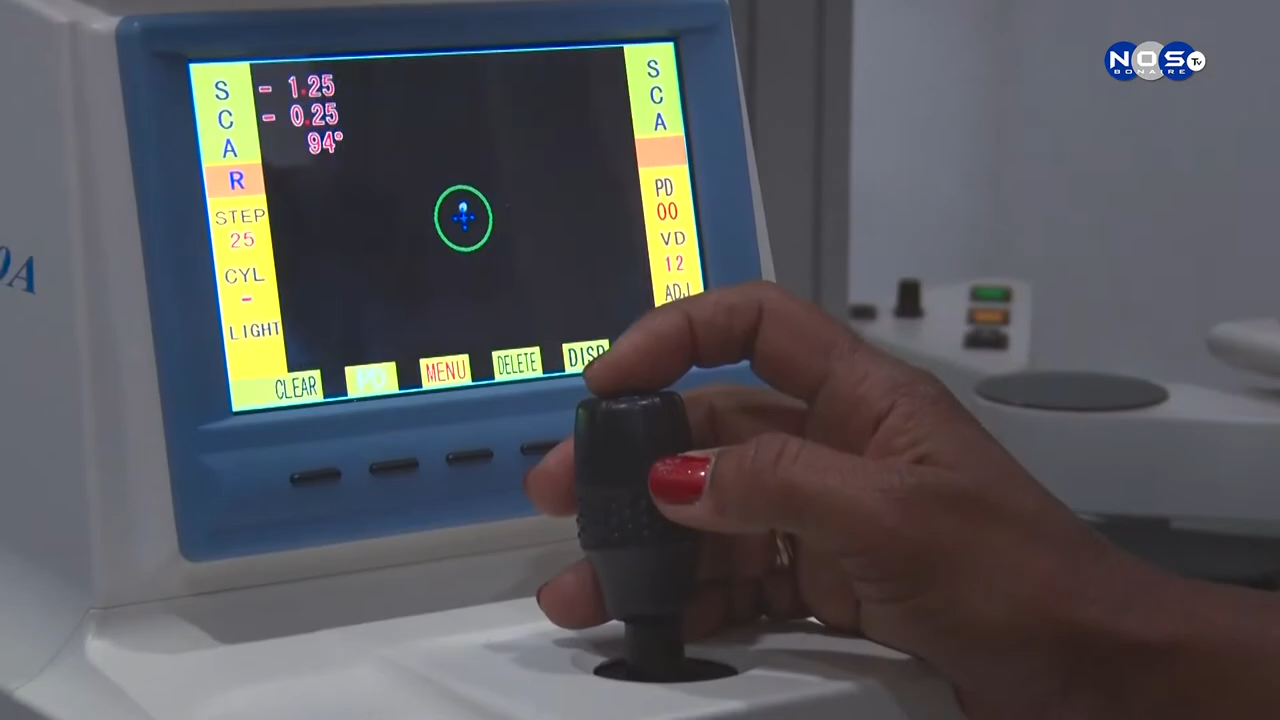 NOS TV
BONAIRE
0A
S
C
A
R
STEP
25
CYL
-
LIGHT
- 1.25
- 0.25
94°
S
C
A
PD
00
VD
12
ADJ
CLEAR
PD
MENU
DELETE
DISP